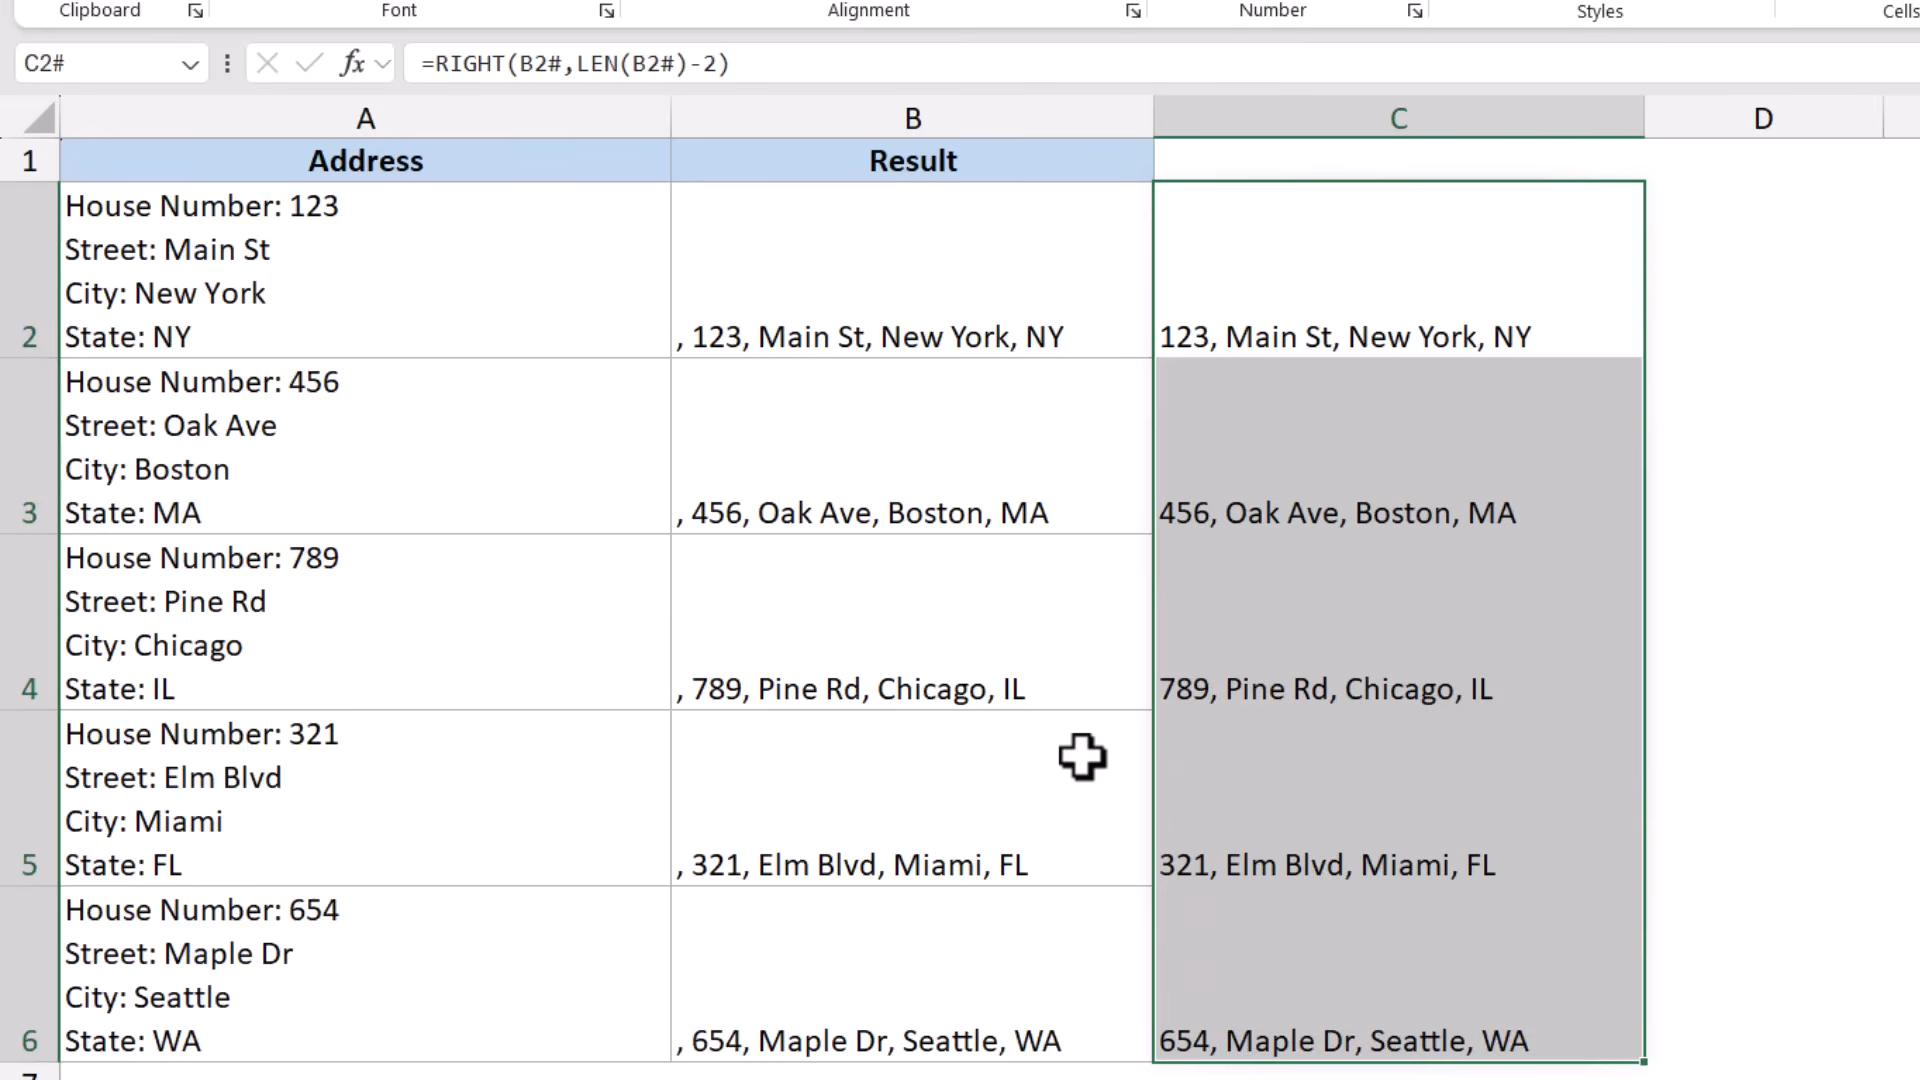 Clipboard Font Alignment Number Styles Cells
C2# fx =RIGHT(B2#,LEN(B2#)-2)
A B C D
1 Address Result
House Number: 123
Street: Main St
City: New York
2 State: NY , 123, Main St, New York, NY 123, Main St, New York, NY
House Number: 456
Street: Oak Ave
City: Boston
3 State: MA , 456, Oak Ave, Boston, MA 456, Oak Ave, Boston, MA
House Number: 789
Street: Pine Rd
City: Chicago
4 State: IL , 789, Pine Rd, Chicago, IL 789, Pine Rd, Chicago, IL
House Number: 321
Street: Elm Blvd
City: Miami
5 State: FL , 321, Elm Blvd, Miami, FL 321, Elm Blvd, Miami, FL
House Number: 654
Street: Maple Dr
City: Seattle
6 State: WA , 654, Maple Dr, Seattle, WA 654, Maple Dr, Seattle, WA
7